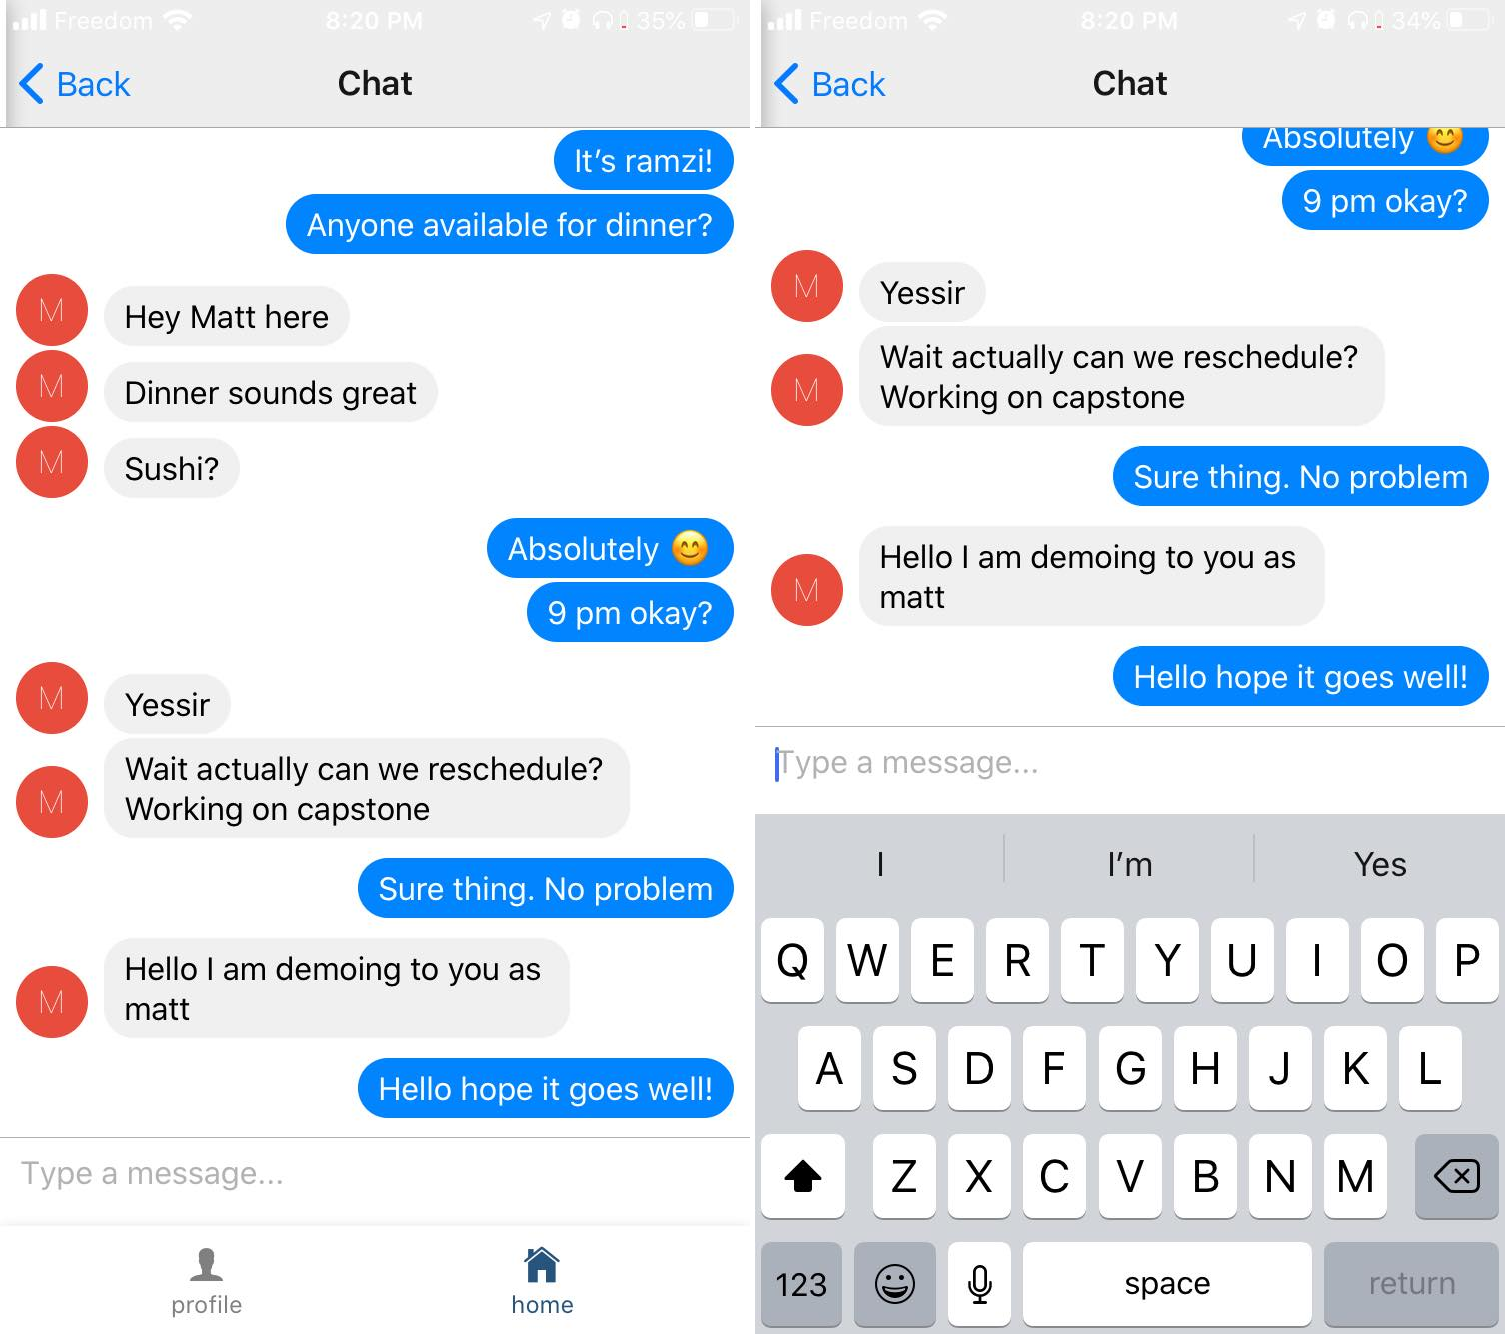 Freedom 8:20 PM 35%
Back Chat
It's ramzi!
Anyone available for dinner?
M Hey Matt here
M Dinner sounds great
M Sushi?
Absolutely 😊
9 pm okay?
M Yessir
Wait actually can we reschedule?
M Working on capstone
Sure thing. No problem
Hello I am demoing to you as
M matt
Hello hope it goes well!
Type a message...
profile home
Freedom 8:20 PM 34%
Back Chat
Absolutely 😊
9 pm okay?
M Yessir
Wait actually can we reschedule?
M Working on capstone
Sure thing. No problem
Hello I am demoing to you as
M matt
Hello hope it goes well!
Type a message...
I I'm Yes
Q W E R T Y U I O P
A S D F G H J K L
Z X C V B N M
123 space return